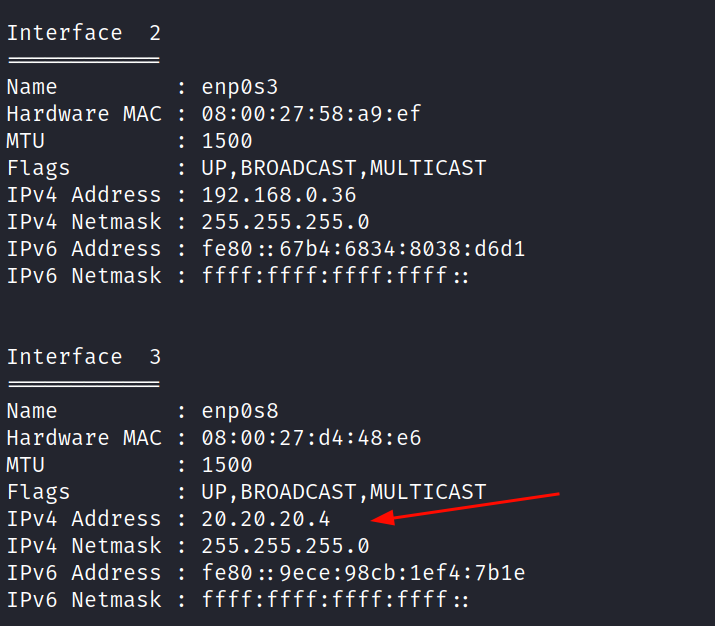 Interface  2
============
Name         : enp0s3
Hardware MAC : 08:00:27:58:a9:ef
MTU          : 1500
Flags        : UP,BROADCAST,MULTICAST
IPv4 Address : 192.168.0.36
IPv4 Netmask : 255.255.255.0
IPv6 Address : fe80::67b4:6834:8038:d6d1
IPv6 Netmask : ffff:ffff:ffff:ffff::
Interface  3
============
Name         : enp0s8
Hardware MAC : 08:00:27:d4:48:e6
MTU          : 1500
Flags        : UP,BROADCAST,MULTICAST
IPv4 Address : 20.20.20.4
IPv4 Netmask : 255.255.255.0
IPv6 Address : fe80::9ece:98cb:1ef4:7b1e
IPv6 Netmask : ffff:ffff:ffff:ffff::